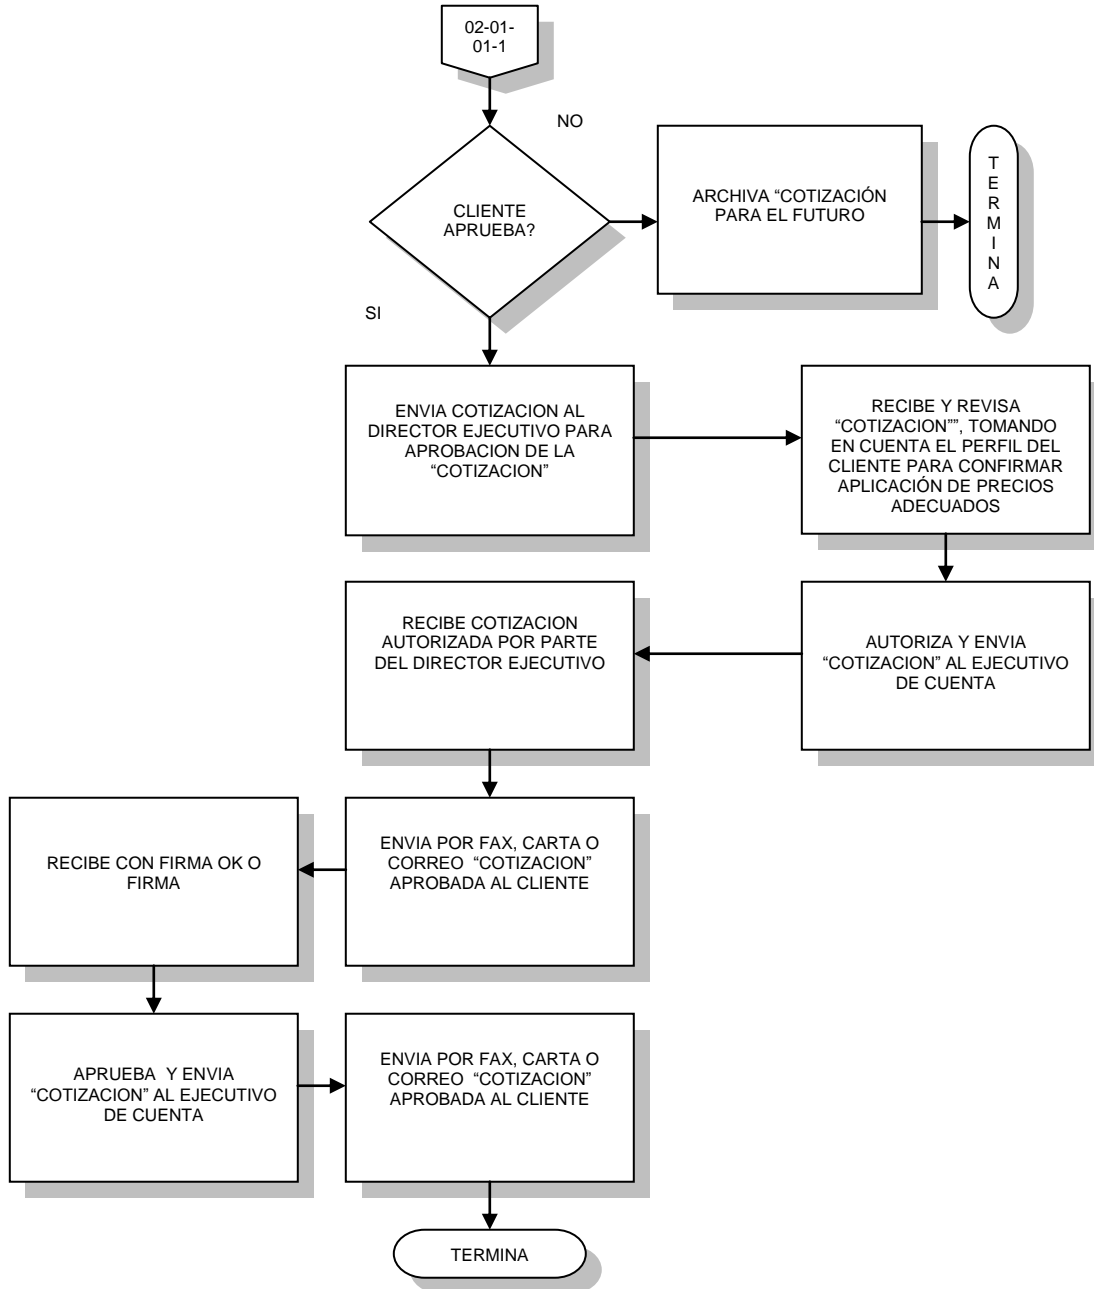 02-01-
01-1
NO
CLIENTE
APRUEBA?
ARCHIVA “COTIZACIÓN
PARA EL FUTURO
T
E
R
M
I
N
A
SI
ENVIA COTIZACION AL
DIRECTOR EJECUTIVO PARA
APROBACION DE LA
“COTIZACION”
RECIBE Y REVISA
“COTIZACION””, TOMANDO
EN CUENTA EL PERFIL DEL
CLIENTE PARA CONFIRMAR
APLICACIÓN DE PRECIOS
ADECUADOS
RECIBE COTIZACION
AUTORIZADA POR PARTE
DEL DIRECTOR EJECUTIVO
AUTORIZA Y ENVIA
“COTIZACION” AL EJECUTIVO
DE CUENTA
RECIBE CON FIRMA OK O
FIRMA
ENVIA POR FAX, CARTA O
CORREO “COTIZACION”
APROBADA AL CLIENTE
APRUEBA Y ENVIA
“COTIZACION” AL EJECUTIVO
DE CUENTA
ENVIA POR FAX, CARTA O
CORREO “COTIZACION”
APROBADA AL CLIENTE
TERMINA